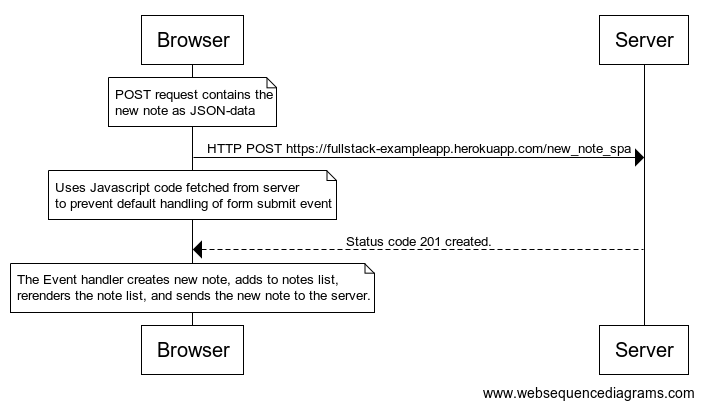 Browser
Server
POST request contains the
new note as JSON-data
HTTP POST https://fullstack-exampleapp.herokuapp.com/new_note_spa
Uses Javascript code fetched from server
to prevent default handling of form submit event
Status code 201 created.
The Event handler creates new note, adds to notes list,
rerenders the note list, and sends the new note to the server.
Browser
Server
www.websequencediagrams.com